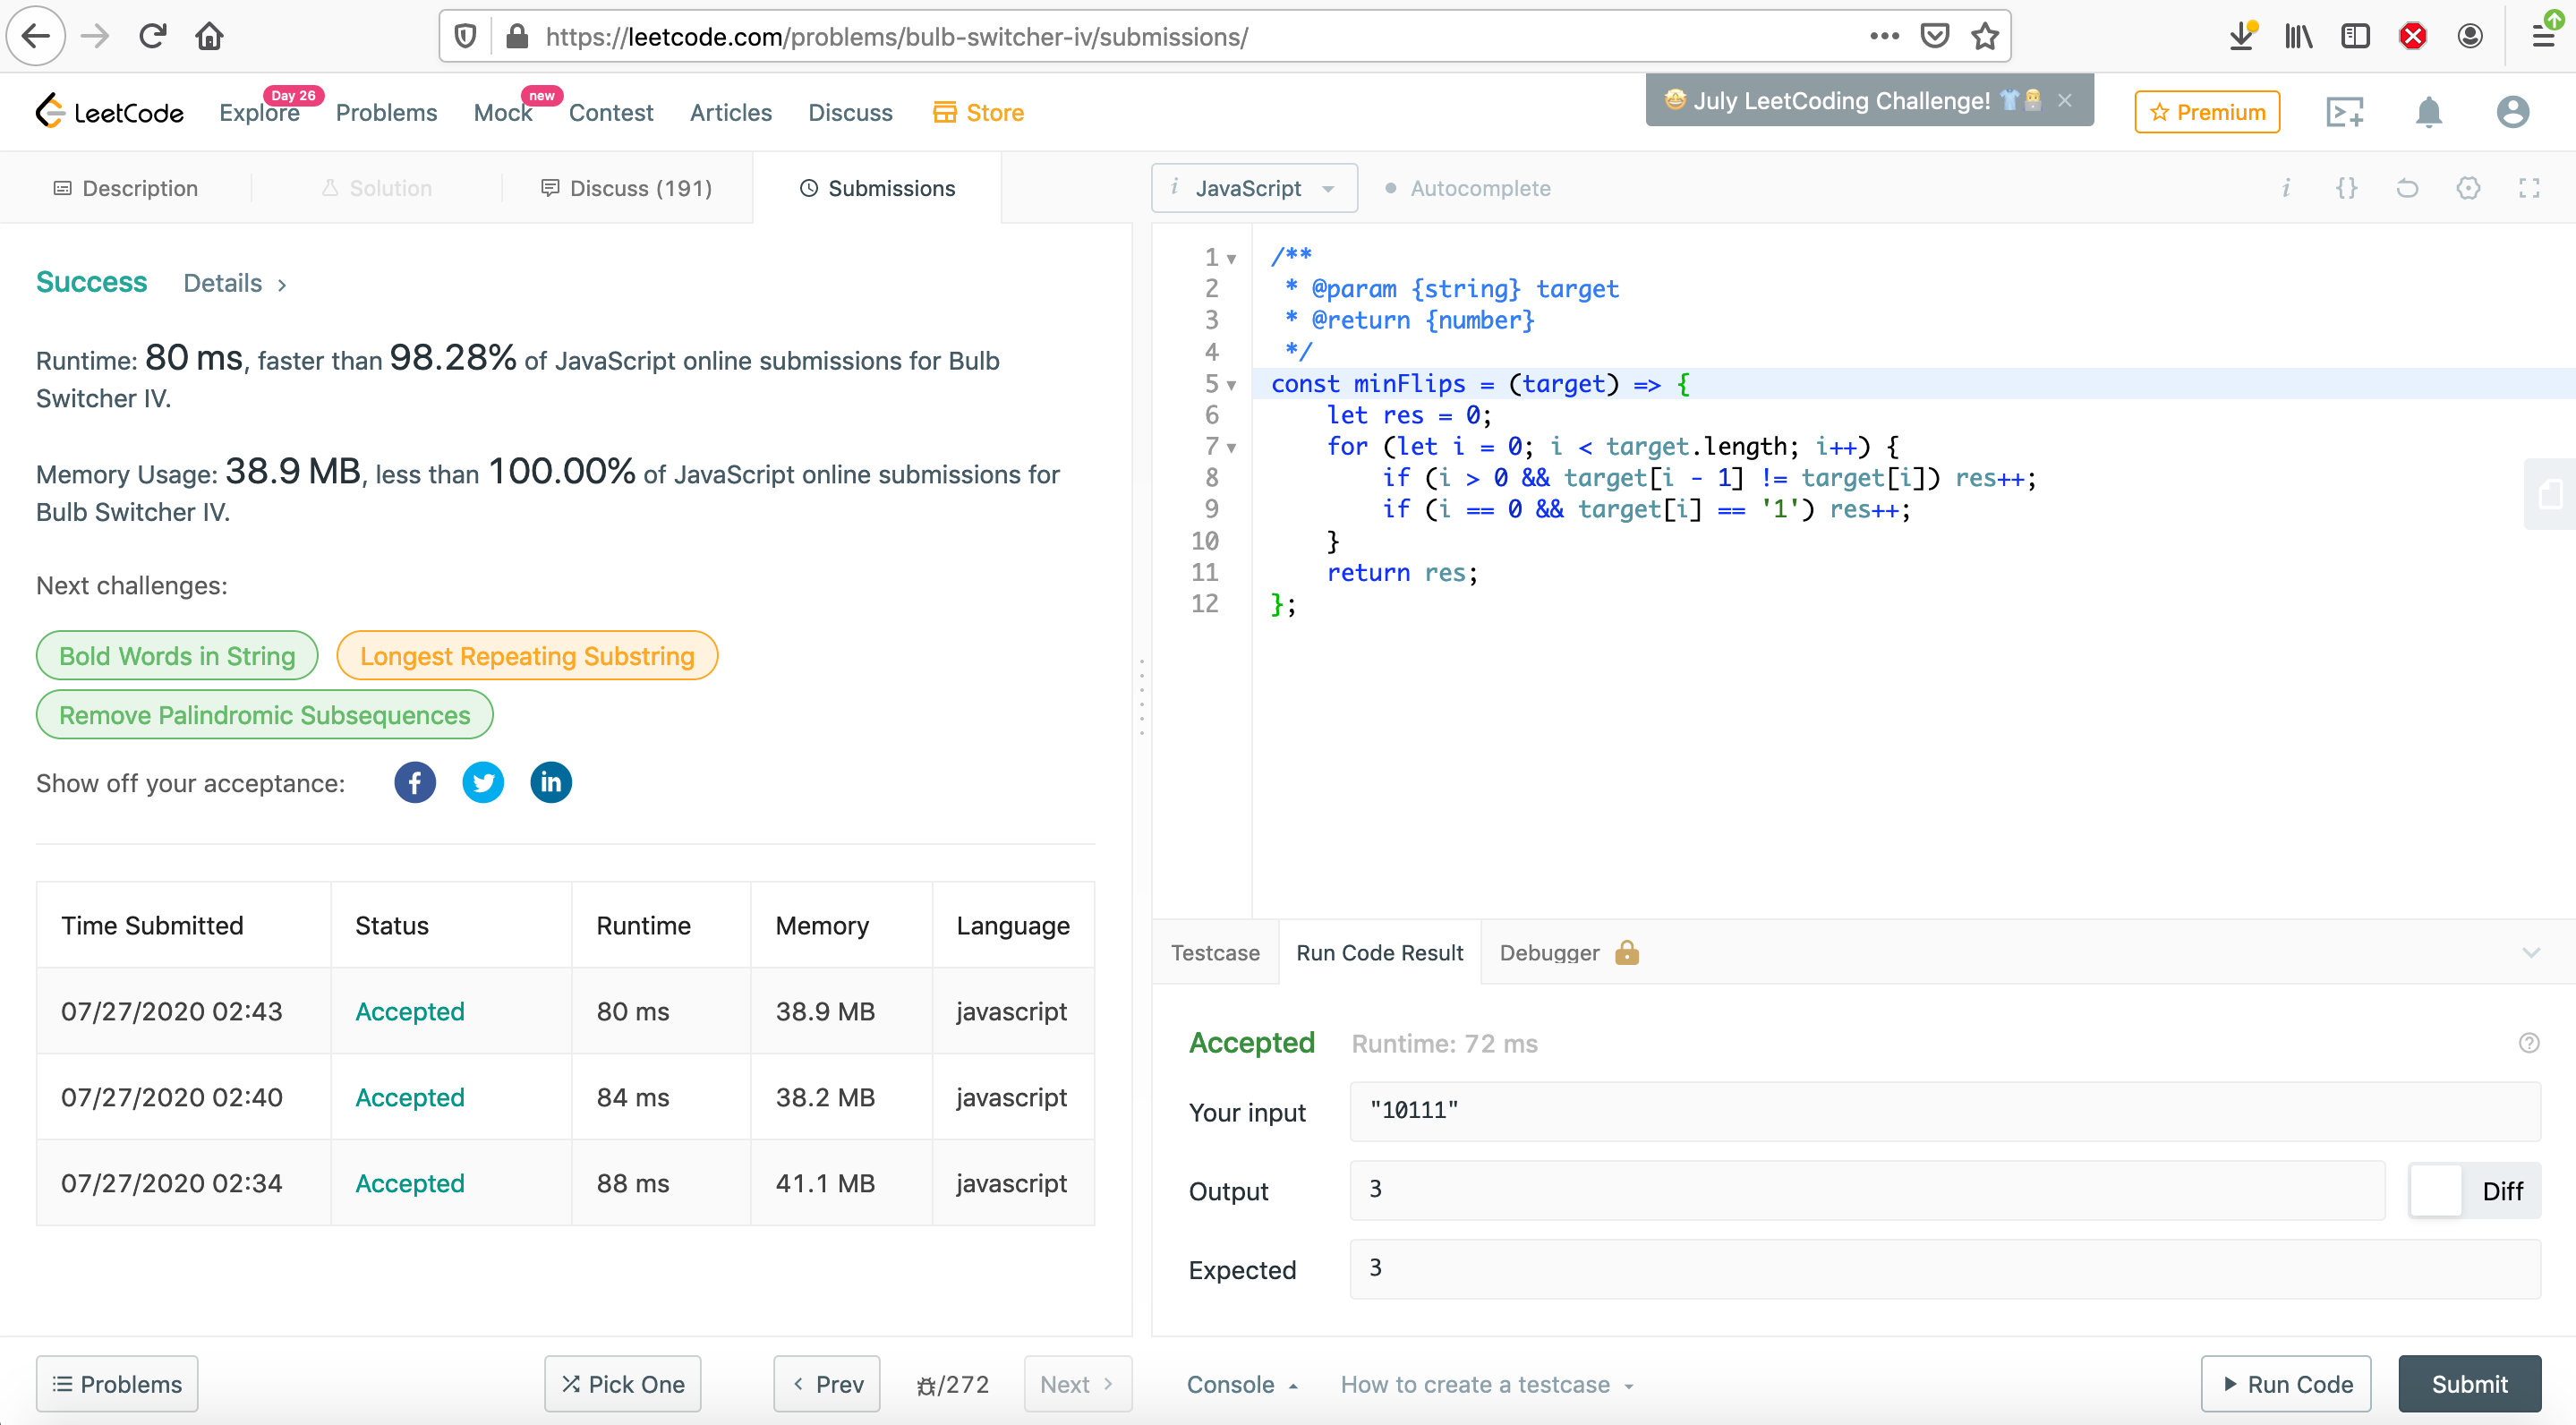 https://leetcode.com/problems/bulb-switcher-iv/submissions/
LeetCode
Explore
Day 26
Problems
Mock
new
Contest
Articles
Discuss
Store
July LeetCoding Challenge!
Premium
Description
Solution
Discuss (191)
Submissions
i JavaScript
Autocomplete
Success Details >
Runtime: 80 ms, faster than 98.28% of JavaScript online submissions for Bulb
Switcher IV.
Memory Usage: 38.9 MB, less than 100.00% of JavaScript online submissions for
Bulb Switcher IV.
Next challenges:
Bold Words in String
Longest Repeating Substring
Remove Palindromic Subsequences
Show off your acceptance:
Time Submitted Status Runtime Memory Language
07/27/2020 02:43 Accepted 80 ms 38.9 MB javascript
07/27/2020 02:40 Accepted 84 ms 38.2 MB javascript
07/27/2020 02:34 Accepted 88 ms 41.1 MB javascript
1 /**
2  * @param {string} target
3  * @return {number}
4  */
5 const minFlips = (target) => {
6     let res = 0;
7     for (let i = 0; i < target.length; i++) {
8         if (i > 0 && target[i - 1] != target[i]) res++;
9         if (i == 0 && target[i] == '1') res++;
10     }
11     return res;
12 };
Testcase
Run Code Result
Debugger
Accepted Runtime: 72 ms
Your input "10111"
Output 3
Diff
Expected 3
Problems
Pick One
< Prev
/272
Next >
Console
How to create a testcase
Run Code
Submit